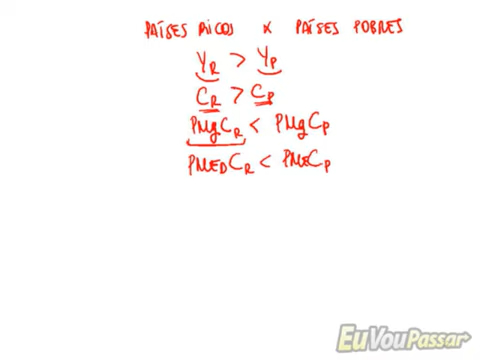 PAÍSES RICOS X PAÍSES POBRES
YR > YP
CR > CP
PMgCR < PMgCP
PMEDCR < PMECP
EuVouPassar